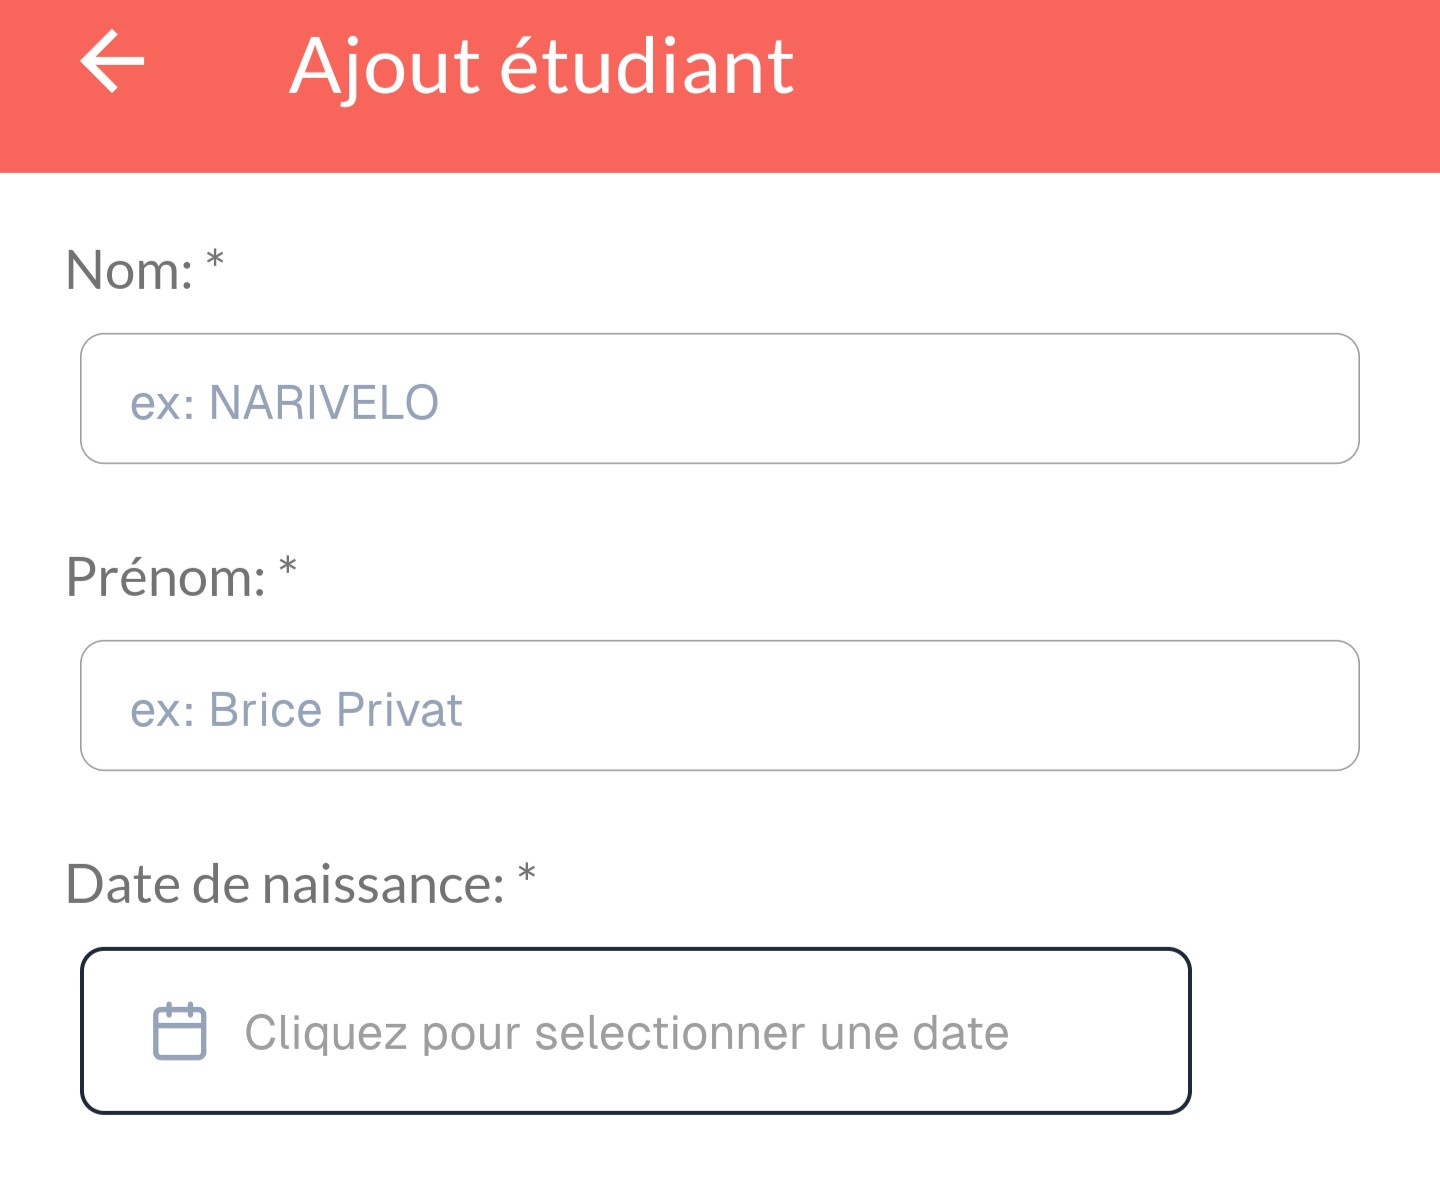 Ajout étudiant
Nom: *
ex: NARIVELO
Prénom: *
ex: Brice Privat
Date de naissance: *
Cliquez pour selectionner une date